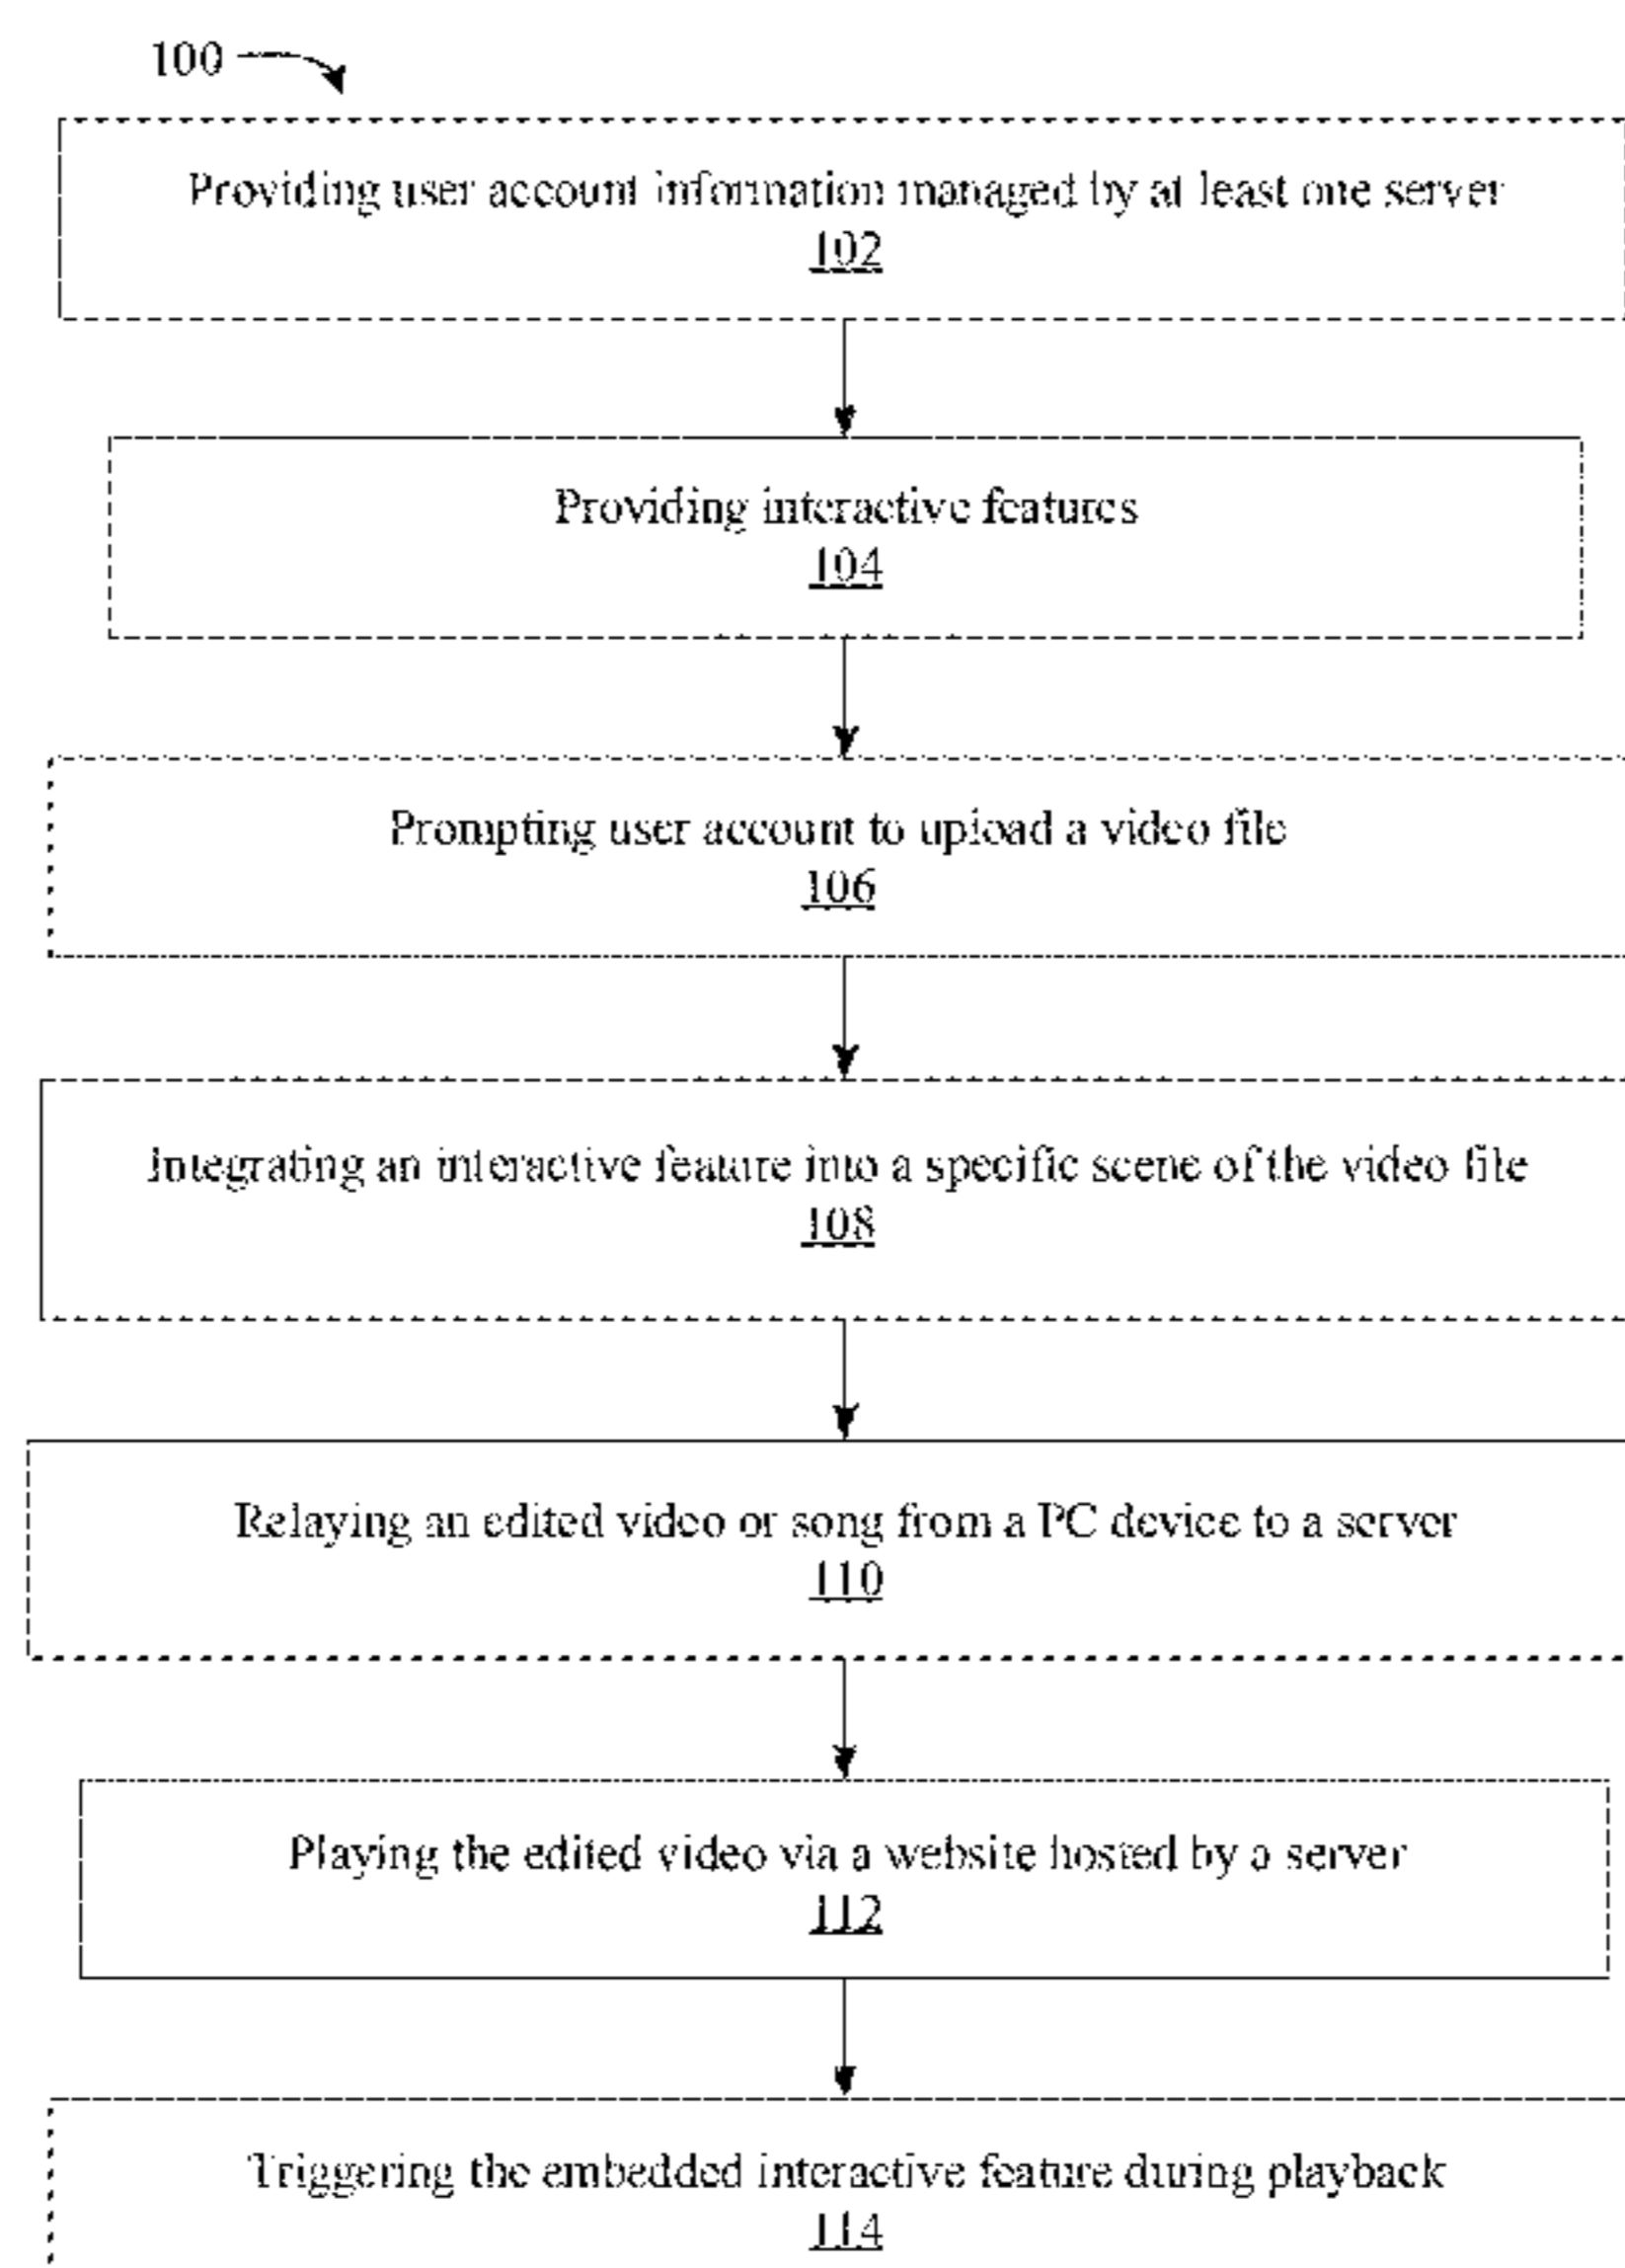 100
Providing user account information managed by at least one server
102
Providing interactive features
104
Prompting user account to upload a video file
106
Integrating an interactive feature into a specific scene of the video file
108
Relaying an edited video or song from a PC device to a server
110
Playing the edited video via a website hosted by a server
112
Triggering the embedded interactive feature during playback
114